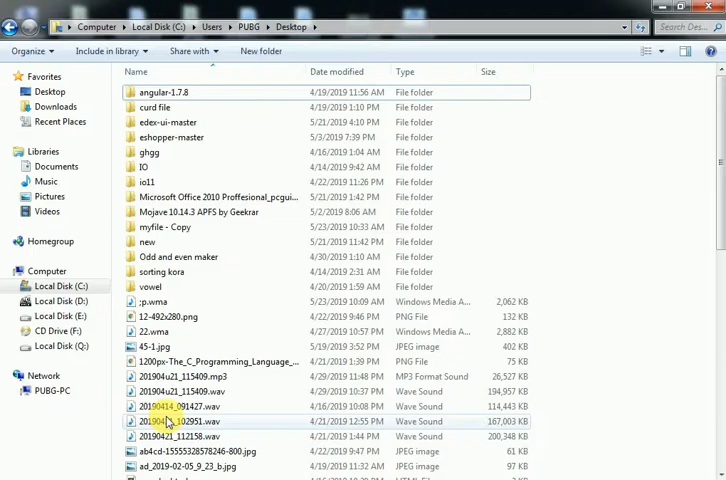 Computer ▸ Local Disk (C:) ▸ Users ▸ PUBG ▸ Desktop ▸ Search Des...
Organize Include in library Share with New folder
Name Date modified Type Size
Favorites
Desktop
Downloads
Recent Places
Libraries
Documents
Music
Pictures
Videos
Homegroup
Computer
Local Disk (C:)
Local Disk (D:)
Local Disk (E:)
CD Drive (F:)
Local Disk (Q:)
Network
PUBG-PC
angular-1.7.8 4/19/2019 11:56 AM File folder
curd file 4/19/2019 1:10 PM File folder
edex-ui-master 5/21/2019 4:10 PM File folder
eshopper-master 5/3/2019 7:39 PM File folder
ghgg 4/16/2019 1:04 AM File folder
IO 4/14/2019 9:42 AM File folder
io11 4/22/2019 11:26 PM File folder
Microsoft Office 2010 Proffesional_pcgui... 5/21/2019 1:42 PM File folder
Mojave 10.14.3 APFS by Geekrar 5/2/2019 8:06 AM File folder
myfile - Copy 5/23/2019 10:33 AM File folder
new 5/21/2019 11:42 PM File folder
Odd and even maker 4/30/2019 1:10 AM File folder
sorting kora 4/14/2019 2:31 AM File folder
vowel 4/20/2019 1:59 AM File folder
;p.wma 5/23/2019 10:09 AM Windows Media A... 2,062 KB
12-492x280.png 4/22/2019 9:46 PM PNG File 132 KB
22.wma 4/27/2019 10:57 PM Windows Media A... 2,882 KB
45-1.jpg 5/19/2019 3:52 PM JPEG image 402 KB
1200px-The_C_Programming_Language_... 4/21/2019 1:39 PM PNG File 75 KB
201904u21_115409.mp3 4/29/2019 11:48 PM MP3 Format Sound 26,527 KB
201904u21_115409.wav 4/29/2019 10:37 PM Wave Sound 194,957 KB
20190414_091427.wav 4/16/2019 10:08 PM Wave Sound 114,443 KB
_102951.wav 4/21/2019 12:55 PM Wave Sound 167,003 KB
20190421_112158.wav 4/21/2019 1:44 PM Wave Sound 200,348 KB
ab4cd-15555328578246-800.jpg 4/22/2019 9:47 PM JPEG image 61 KB
ad_2019-02-05_9_23_b.jpg 4/19/2019 11:32 AM JPEG image 97 KB